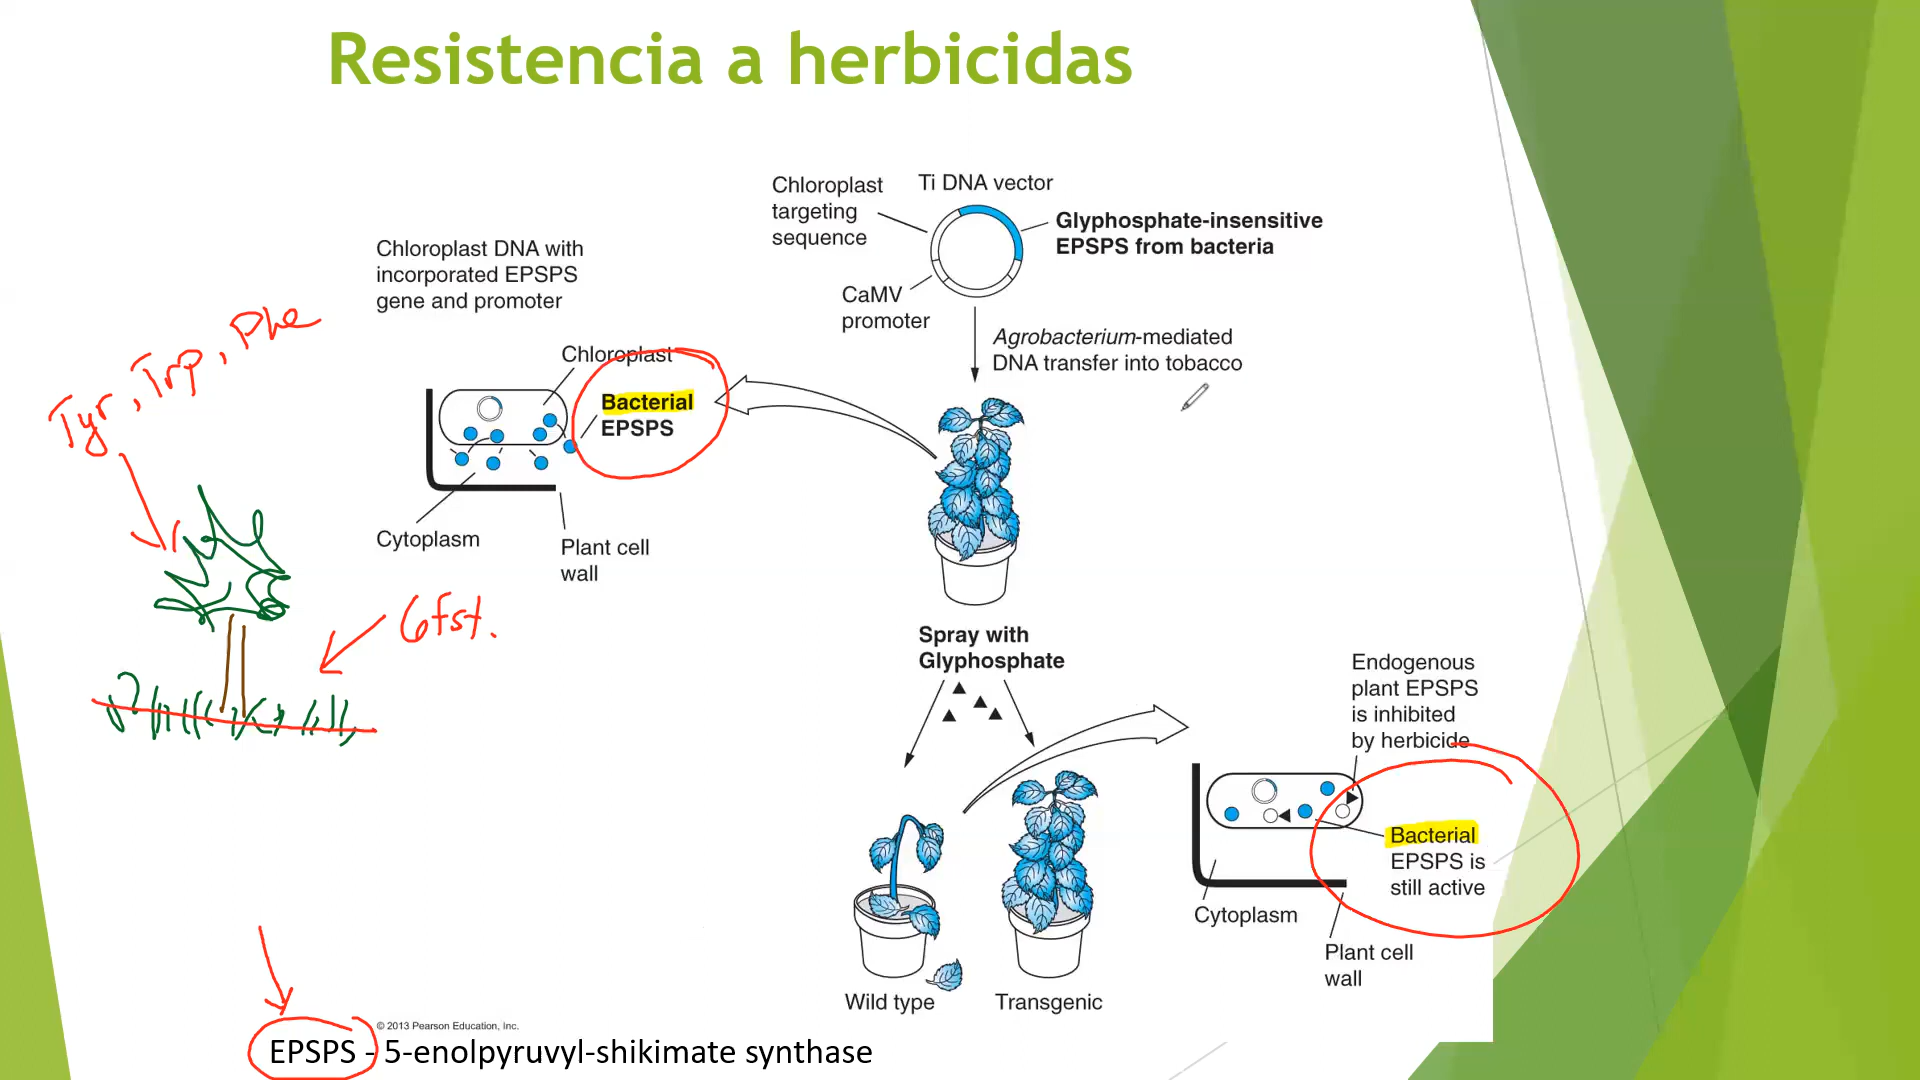 Resistencia a herbicidas
Chloroplast
targeting
sequence
Ti DNA vector
Glyphosphate-insensitive
EPSPS from bacteria
CaMV
promoter
Agrobacterium-mediated
DNA transfer into tobacco
Chloroplast DNA with
incorporated EPSPS
gene and promoter
Chloroplast
Bacterial
EPSPS
Cytoplasm
Plant cell
wall
Tyr, Trp, Phe
Gfst.
Spray with
Glyphosphate
Endogenous
plant EPSPS
is inhibited
by herbicide
Bacterial
EPSPS is
still active
Cytoplasm
Plant cell
wall
Wild type
Transgenic
© 2013 Pearson Education, Inc.
EPSPS - 5-enolpyruvyl-shikimate synthase